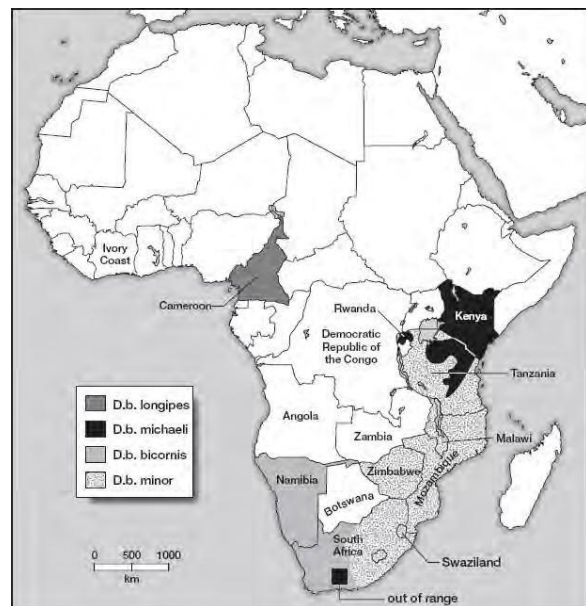 Ivory
Coast
Cameroon
Rwanda
Democratic
Republic of
the Congo
Kenya
Tanzania
Angola
Zambia
Malawi
Mozambique
Zimbabwe
Namibia
Botswana
South
Africa
Swaziland
out of range
D.b. longipes
D.b. michaeli
D.b. bicornis
D.b. minor
0 500 1000
km